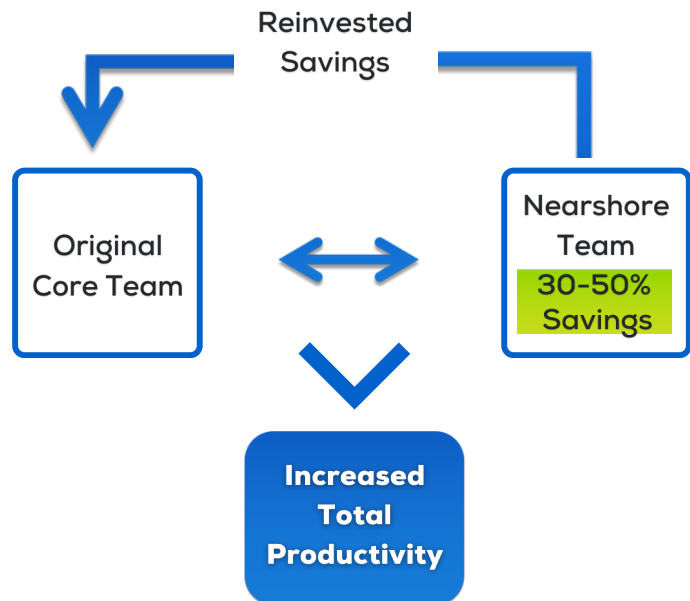 Reinvested
Savings
Original
Core Team
Nearshore
Team
30-50%
Savings
Increased
Total
Productivity